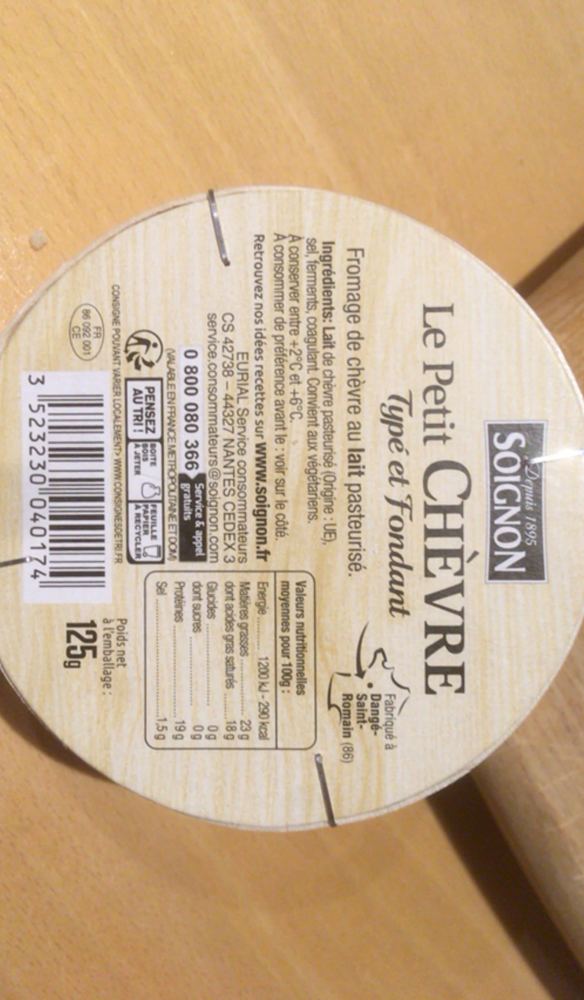 Depuis 1895
SOIGNON
Le Petit CHÈVRE
Typé et Fondant
Fabriqué à
Dangé-
Saint-
Romain (86)
Fromage de chèvre au lait pasteurisé.
Ingrédients: Lait de chèvre pasteurisé (Origine : UE),
sel, ferments, coagulant. Convient aux végétariens.
À conserver entre +2°C et +6°C.
À consommer de préférence avant le : voir sur le côté.
Retrouvez nos idées recettes sur www.soignon.fr
EURIAL Service consommateurs
CS 42738 – 44327 NANTES CEDEX 3
service.consommateurs@soignon.com
0 800 080 366 Service & appel gratuits
(VALABLE EN FRANCE METROPOLITAINE ET DOM)
PENSEZ
AU TRI !
BOITE
BOIS
À JETER
FEUILLE
PAPIER
À RECYCLER
CONSIGNE POUVANT VARIER LOCALEMENT> WWW.CONSIGNESDETRI.FR
Valeurs nutritionnelles
moyennes pour 100g :
Energie........ 1200 kJ - 290 kcal
Matières grasses........ 23 g
dont acides gras saturés........ 18 g
Glucides........ 0 g
dont sucres........ 0 g
Protéines........ 19 g
Sel........ 1,5 g
FR
86 092 001
CE
3 523230 040174
Poids net
à l'emballage :
125g